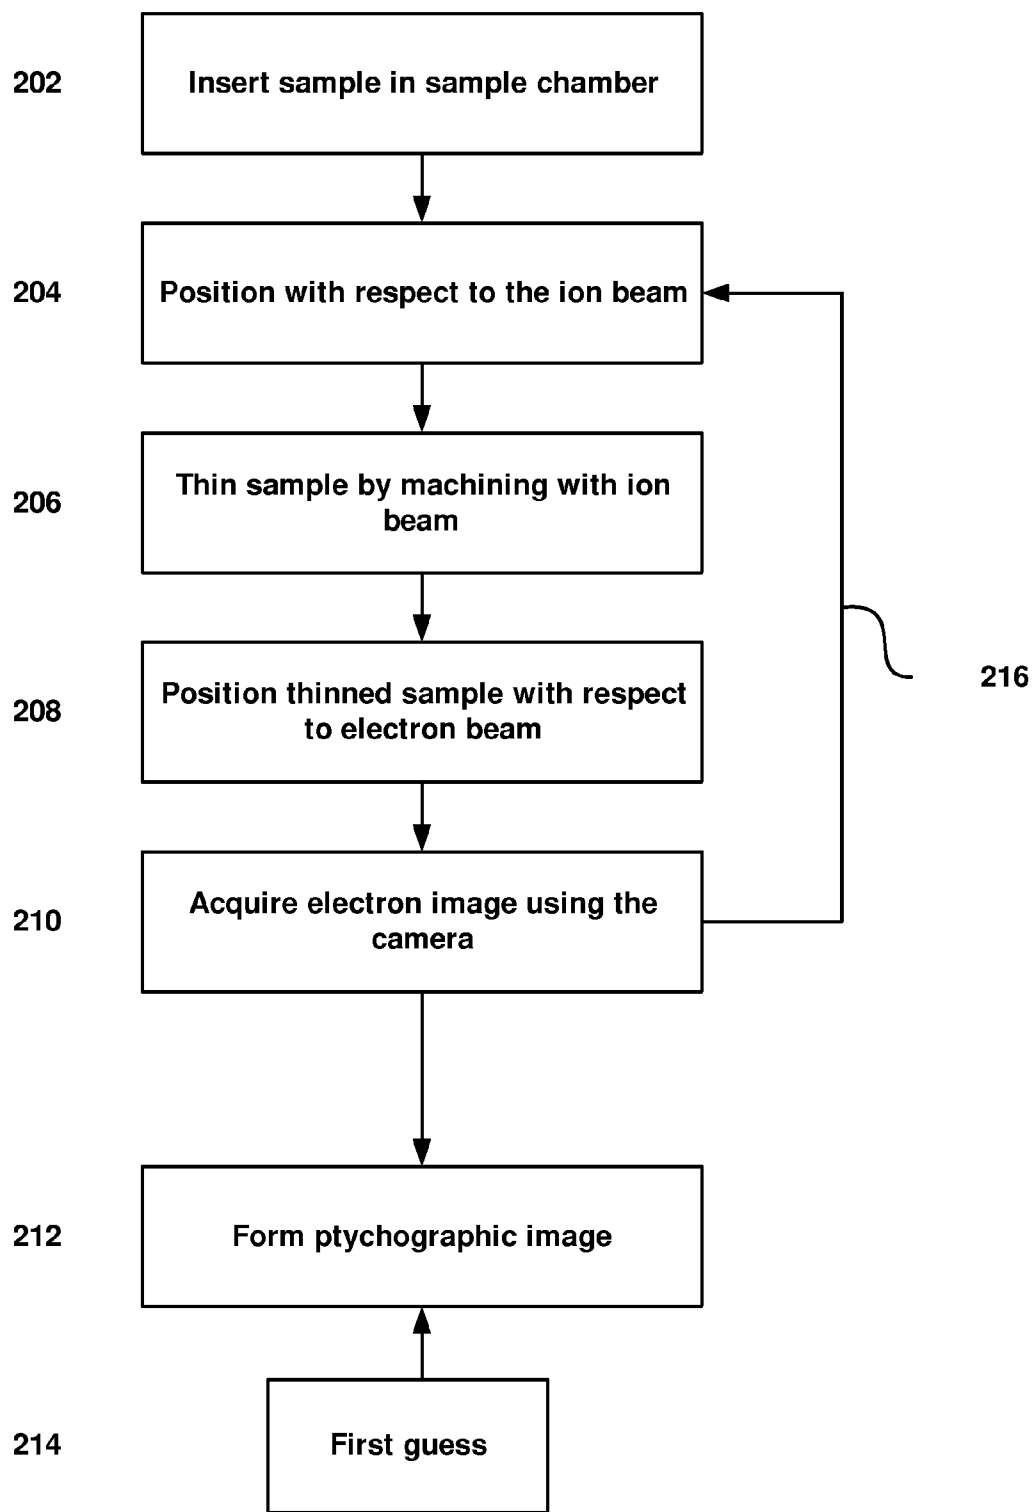 202
Insert sample in sample chamber
204
Position with respect to the ion beam
206
Thin sample by machining with ion
beam
208
Position thinned sample with respect
to electron beam
216
210
Acquire electron image using the
camera
212
Form ptychographic image
214
First guess